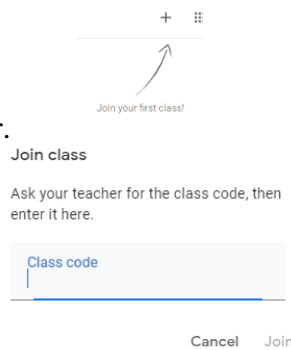 Join your first class!
r.
Join class
Ask your teacher for the class code, then
enter it here.
Class code
Cancel Join